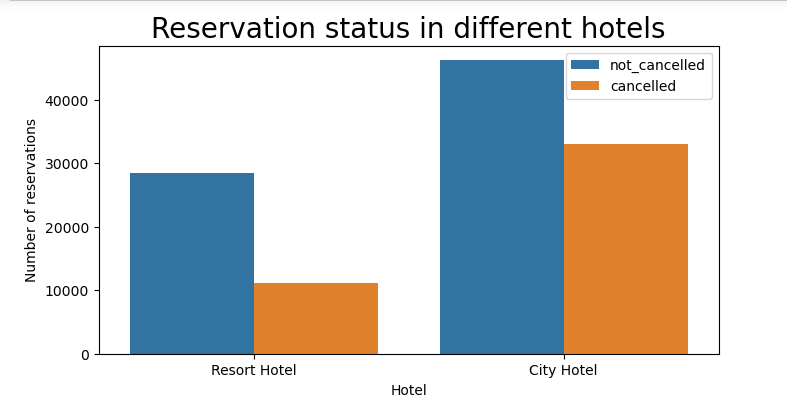 Reservation status in different hotels
not_cancelled
cancelled
40000
30000
20000
10000
0
Number of reservations
Resort Hotel
City Hotel
Hotel